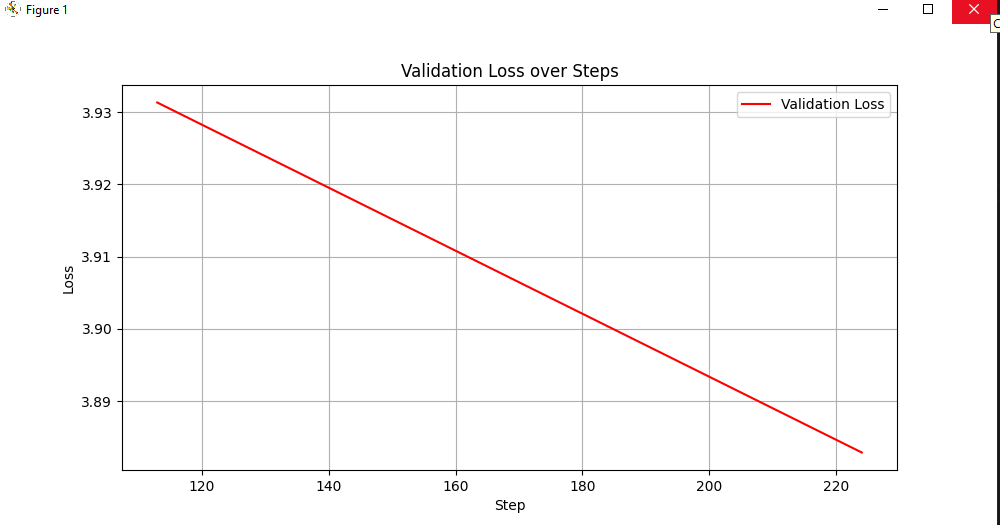 Figure 1
C
Validation Loss over Steps
Validation Loss
3.93
3.92
3.91
3.90
3.89
Loss
120 140 160 180 200 220
Step